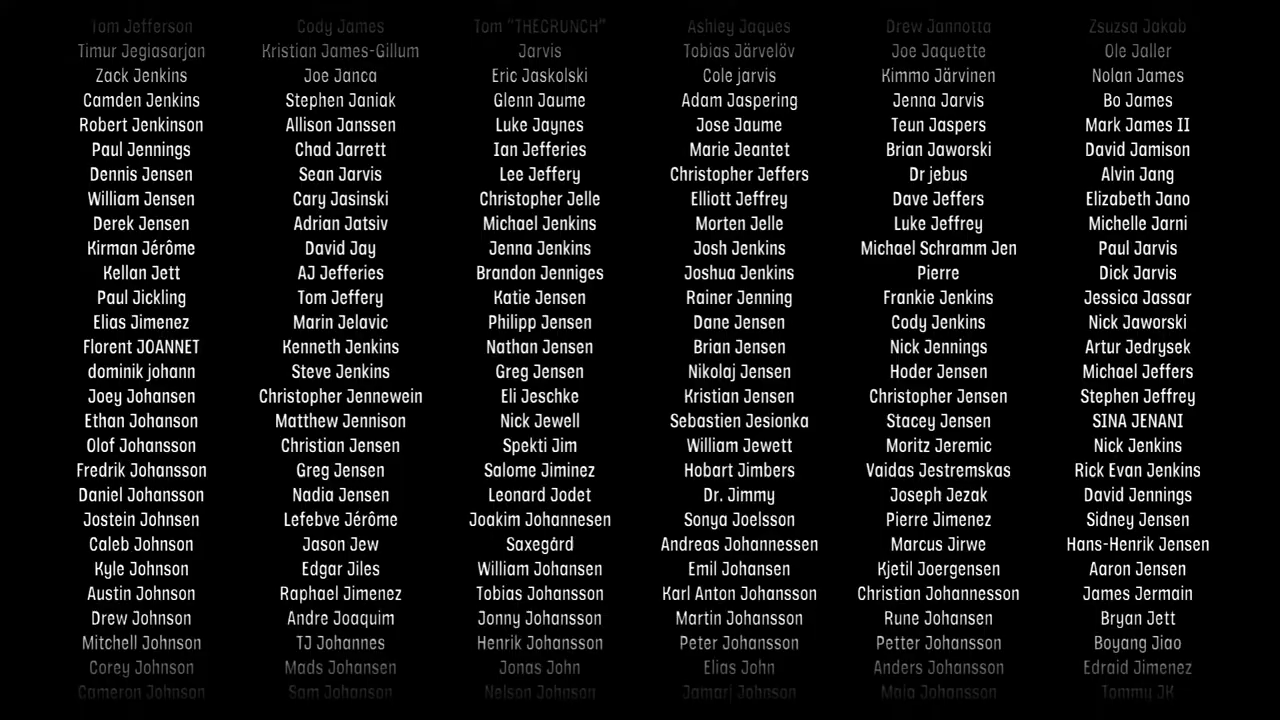 Tom Jefferson Cody James Tom "THECRUNCH" Ashley Jaques Drew Jannotta Zsuzsa Jakab
Timur Jegiasarjan Kristian James-Gillum Jarvis Tobias Järvelöv Joe Jaquette Ole Jaller
Zack Jenkins Joe Janca Eric Jaskolski Cole jarvis Kimmo Järvinen Nolan James
Camden Jenkins Stephen Janiak Glenn Jaume Adam Jaspering Jenna Jarvis Bo James
Robert Jenkinson Allison Janssen Luke Jaynes Jose Jaume Teun Jaspers Mark James II
Paul Jennings Chad Jarrett Ian Jefferies Marie Jeantet Brian Jaworski David Jamison
Dennis Jensen Sean Jarvis Lee Jeffery Christopher Jeffers Dr jebus Alvin Jang
William Jensen Cary Jasinski Christopher Jelle Elliott Jeffrey Dave Jeffers Elizabeth Jano
Derek Jensen Adrian Jatsiv Michael Jenkins Morten Jelle Luke Jeffrey Michelle Jarni
Kirman Jérôme David Jay Jenna Jenkins Josh Jenkins Michael Schramm Jen Paul Jarvis
Kellan Jett AJ Jefferies Brandon Jenniges Joshua Jenkins Pierre Dick Jarvis
Paul Jickling Tom Jeffery Katie Jensen Rainer Jenning Frankie Jenkins Jessica Jassar
Elias Jimenez Marin Jelavic Philipp Jensen Dane Jensen Cody Jenkins Nick Jaworski
Florent JOANNET Kenneth Jenkins Nathan Jensen Brian Jensen Nick Jennings Artur Jedrysek
dominik johann Steve Jenkins Greg Jensen Nikolaj Jensen Hoder Jensen Michael Jeffers
Joey Johansen Christopher Jennewein Eli Jeschke Kristian Jensen Christopher Jensen Stephen Jeffrey
Ethan Johanson Matthew Jennison Nick Jewell Sebastien Jesionka Stacey Jensen SINA JENANI
Olof Johansson Christian Jensen Spekti Jim William Jewett Moritz Jeremic Nick Jenkins
Fredrik Johansson Greg Jensen Salome Jiminez Hobart Jimbers Vaidas Jestremskas Rick Evan Jenkins
Daniel Johansson Nadia Jensen Leonard Jodet Dr. Jimmy Joseph Jezak David Jennings
Jostein Johnsen Lefebve Jérôme Joakim Johannesen Sonya Joelsson Pierre Jimenez Sidney Jensen
Caleb Johnson Jason Jew Saxegård Andreas Johannessen Marcus Jirwe Hans-Henrik Jensen
Kyle Johnson Edgar Jiles William Johansen Emil Johansen Kjetil Joergensen Aaron Jensen
Austin Johnson Raphael Jimenez Tobias Johansson Karl Anton Johansson Christian Johannesson James Jermain
Drew Johnson Andre Joaquim Jonny Johansson Martin Johansson Rune Johansen Bryan Jett
Mitchell Johnson TJ Johannes Henrik Johansson Peter Johansson Petter Johansson Boyang Jiao
Corey Johnson Mads Johansen Jonas John Elias John Anders Johansson Edraid Jimenez
Cameron Johnson Sam Johansen Nelson Johnson Jamarj Johnson Maja Johansson Tommy JK